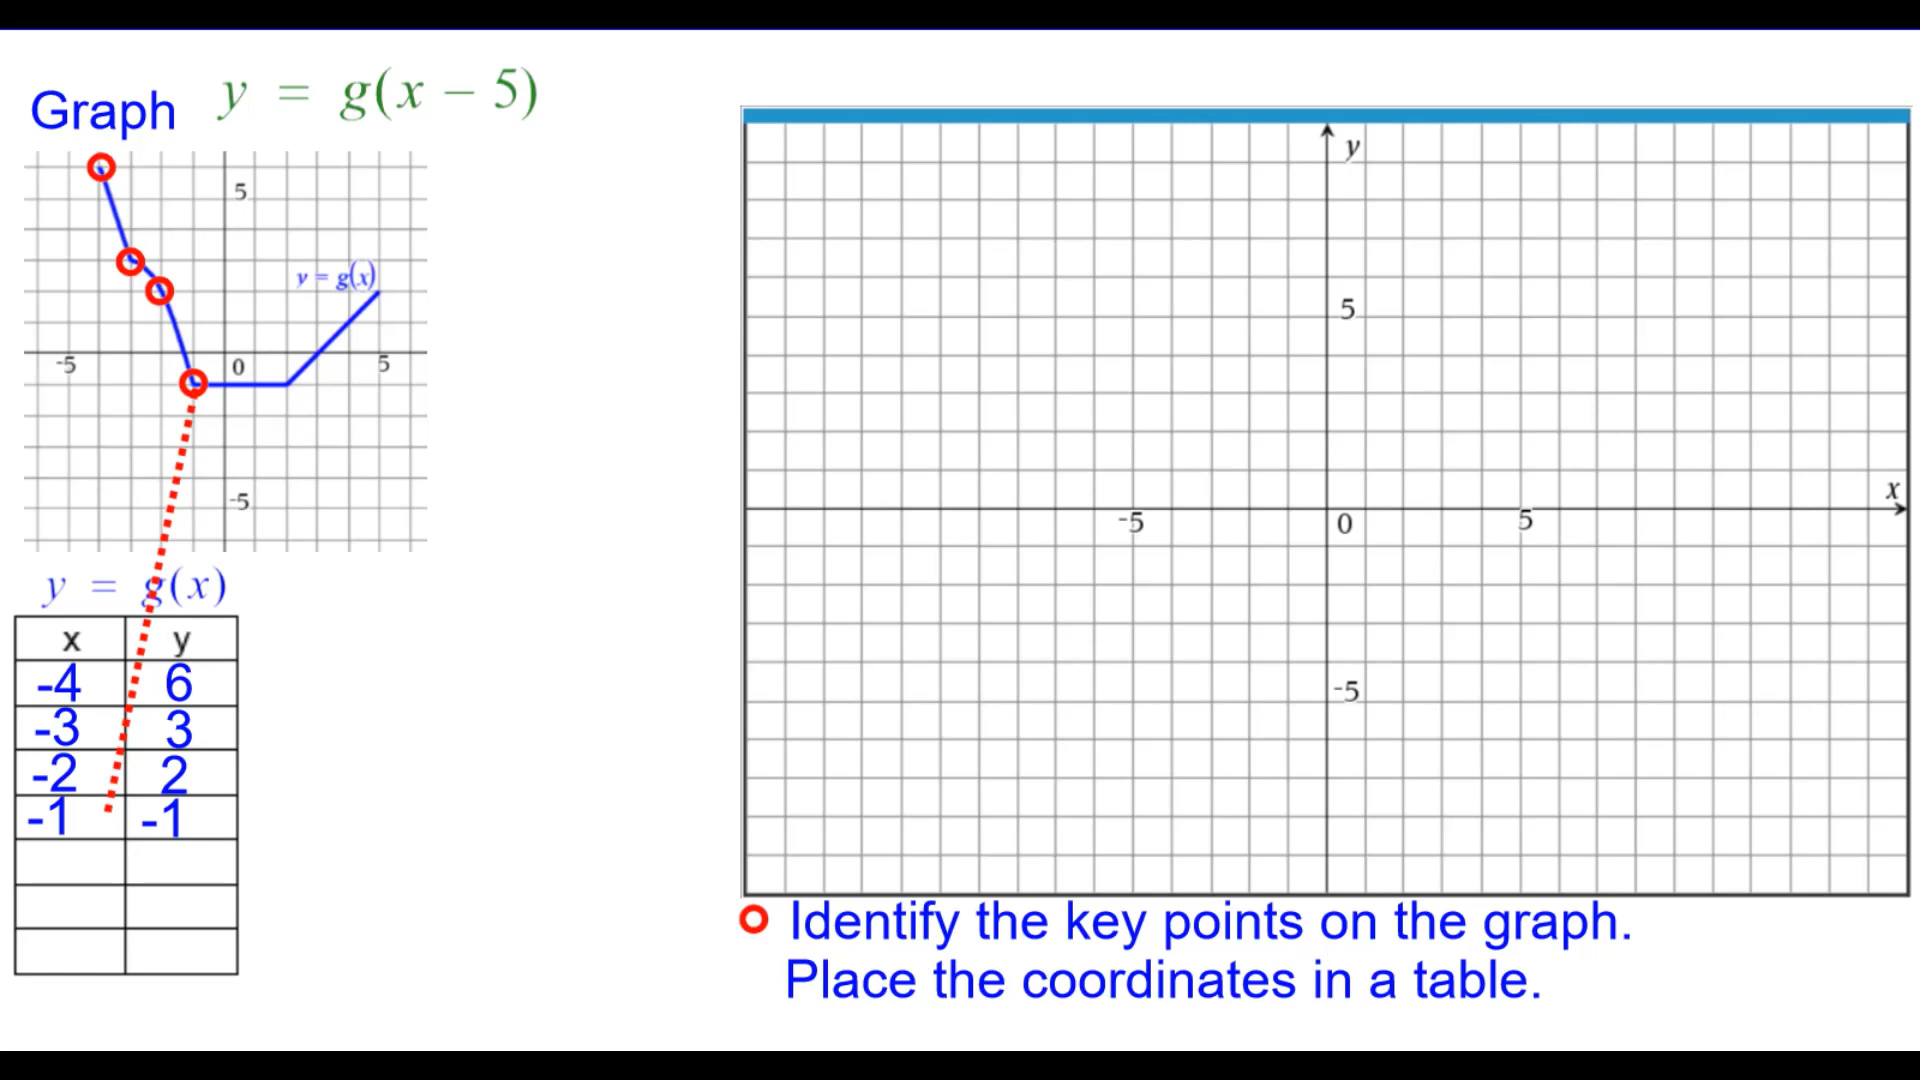 Graph y = g(x − 5)
5
y = g(x)
-5 0 5
-5
y = g(x)
x y
-4 6
-3 3
-2 2
-1 -1
y
5
x
-5 0 5
-5
Identify the key points on the graph.
Place the coordinates in a table.